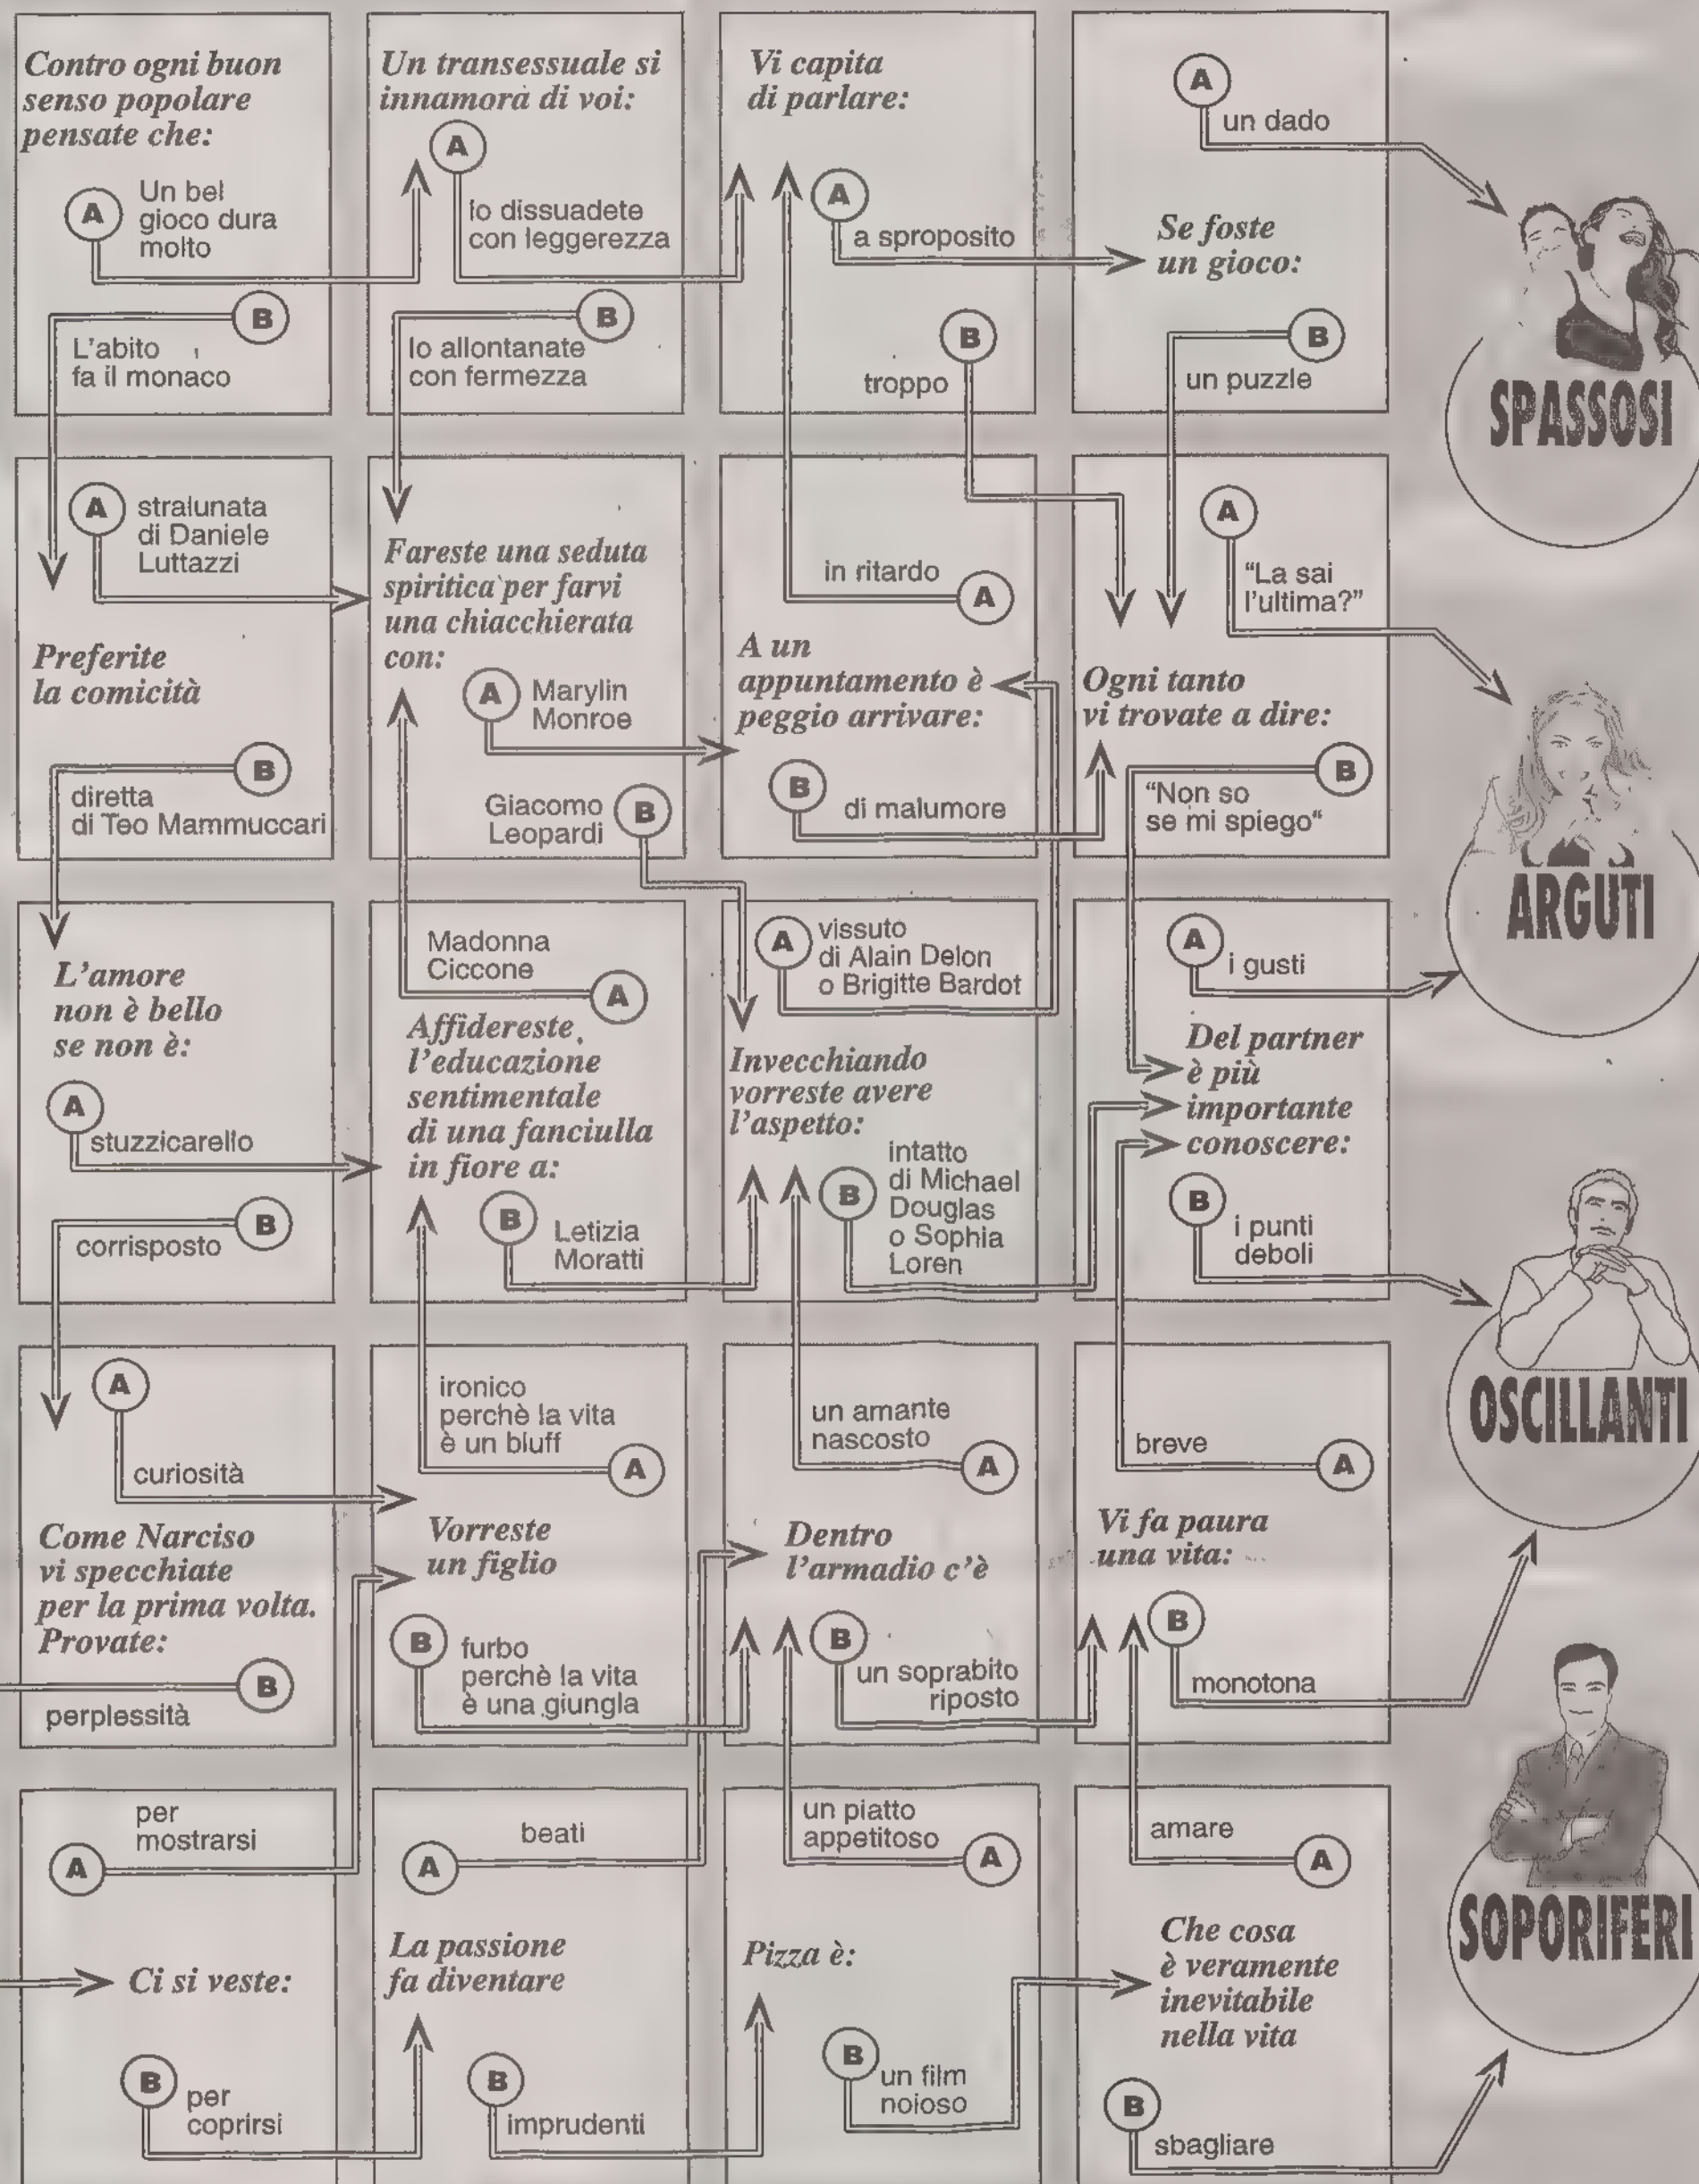 Contro ogni buon
senso popolare
pensate che:
A
Un bel
gioco dura
molto
B
L'abito
fa il monaco
Un transessuale si
innamora di voi:
A
lo dissuadete
con leggerezza
B
lo allontanate
con fermezza
Vi capita
di parlare:
A
a sproposito
B
troppo
A
un dado
Se foste
un gioco:
B
un puzzle
SPASSOSI
A
stralunata
di Daniele
Luttazzi
Preferite
la comicità
B
diretta
di Teo Mammuccari
Fareste una seduta
spiritica per farvi
una chiacchierata
con:
A
Marylin
Monroe
Giacomo
Leopardi
B
in ritardo
A
A un
appuntamento è
peggio arrivare:
B
di malumore
A
"La sai
l'ultima?"
Ogni tanto
vi trovate a dire:
B
"Non so
se mi spiego"
ARGUTI
L'amore
non è bello
se non è:
A
stuzzicarello
B
corrisposto
Madonna
Ciccone
A
Affidereste
l'educazione
sentimentale
di una fanciulla
in fiore a:
B
Letizia
Moratti
A
vissuto
di Alain Delon
o Brigitte Bardot
Invecchiando
vorreste avere
l'aspetto:
B
intatto
di Michael
Douglas
o Sophia
Loren
A
i gusti
Del partner
è più
importante
conoscere:
B
i punti
deboli
OSCILLANTI
A
curiosità
Come Narciso
vi specchiate
per la prima volta.
Provate:
B
perplessità
ironico
perchè la vita
è un bluff
A
Vorreste
un figlio
B
furbo
perchè la vita
è una giungla
un amante
nascosto
A
Dentro
l'armadio c'è
B
un soprabito
riposto
breve
A
Vi fa paura
una vita:
B
monotona
SOPORIFERI
per
mostrarsi
A
Ci si veste:
B
per
coprirsi
beati
A
La passione
fa diventare
B
imprudenti
un piatto
appetitoso
A
Pizza è:
B
un film
noioso
amare
A
Che cosa
è veramente
inevitabile
nella vita
B
sbagliare